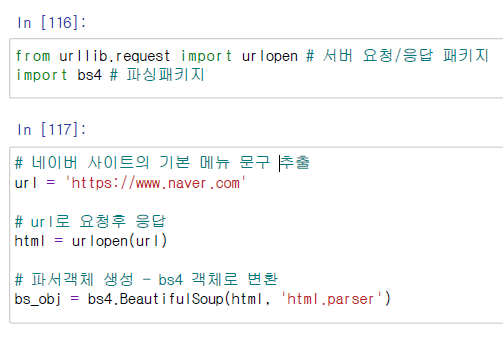 In [116]:
from urllib.request import urlopen # 서버 요청/응답 패키지
import bs4 # 파싱패키지
In [117]:
# 네이버 사이트의 기본 메뉴 문구 추출
url = 'https://www.naver.com'
# url로 요청후 응답
html = urlopen(url)
# 파서객체 생성 - bs4 객체로 변환
bs_obj = bs4.BeautifulSoup(html, 'html.parser')